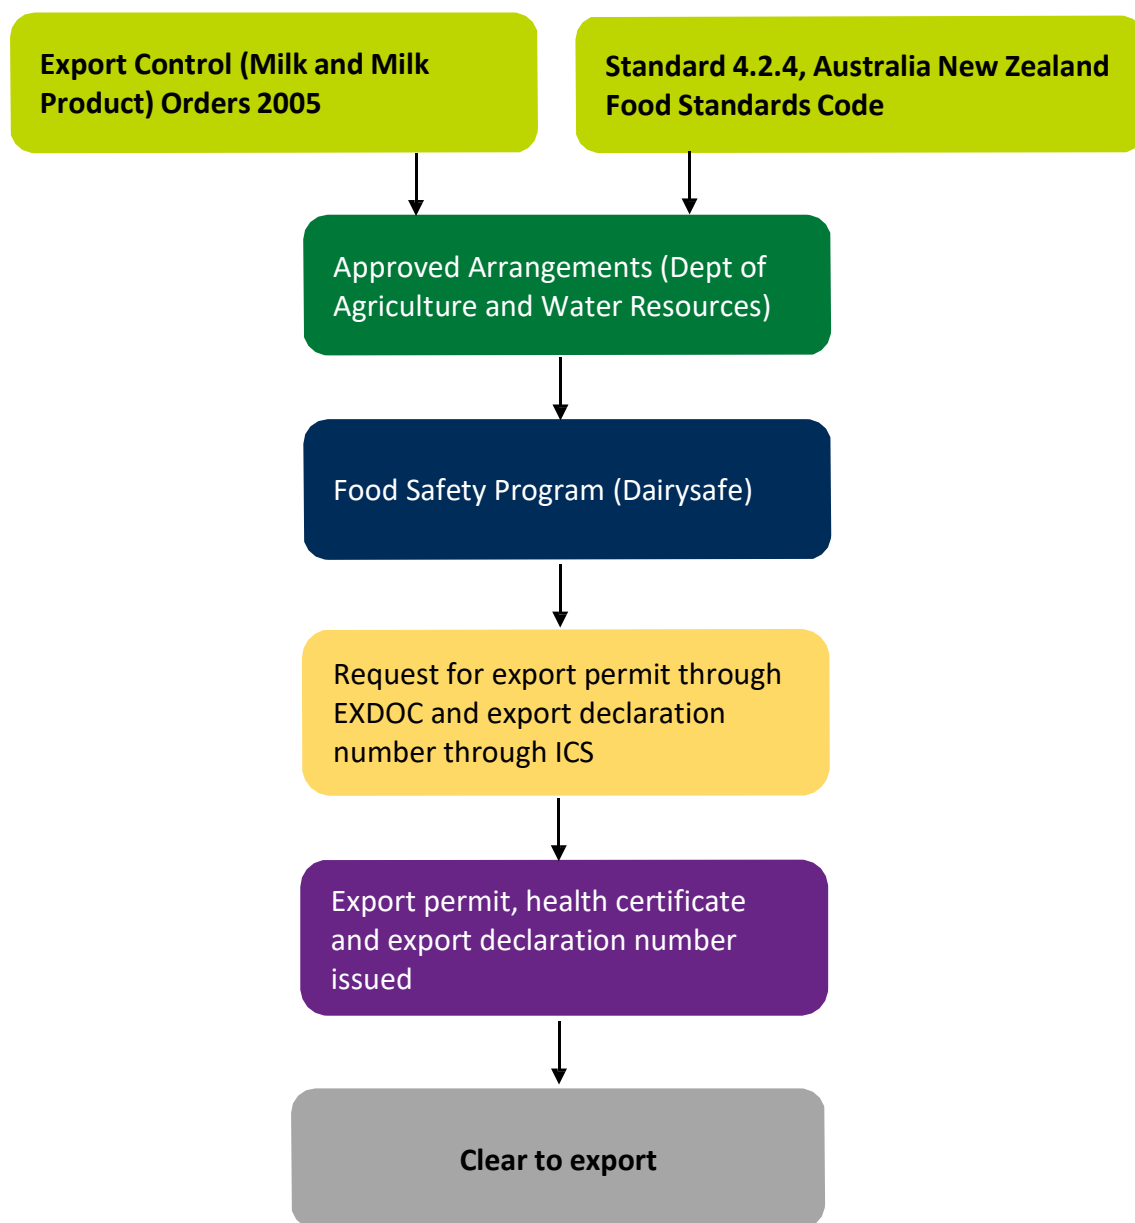 Export Control (Milk and Milk
Product) Orders 2005
Standard 4.2.4, Australia New Zealand
Food Standards Code
Approved Arrangements (Dept of
Agriculture and Water Resources)
Food Safety Program (Dairysafe)
Request for export permit through
EXDOC and export declaration
number through ICS
Export permit, health certificate
and export declaration number
issued
Clear to export